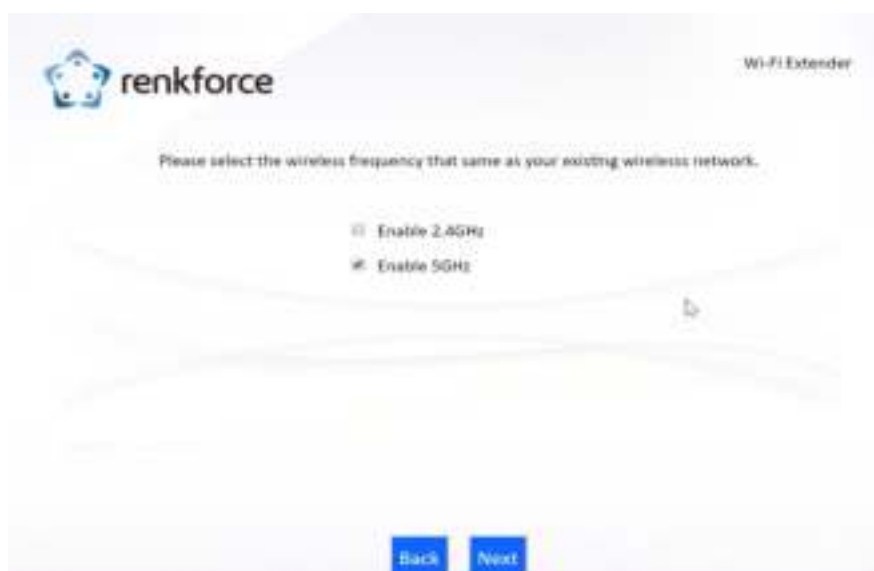 renkforce
Wi-Fi Extender
Please select the wireless frequency that same as your existing wirelesss network.
Enable 2.4GHz
Enable 5GHz
Back
Next